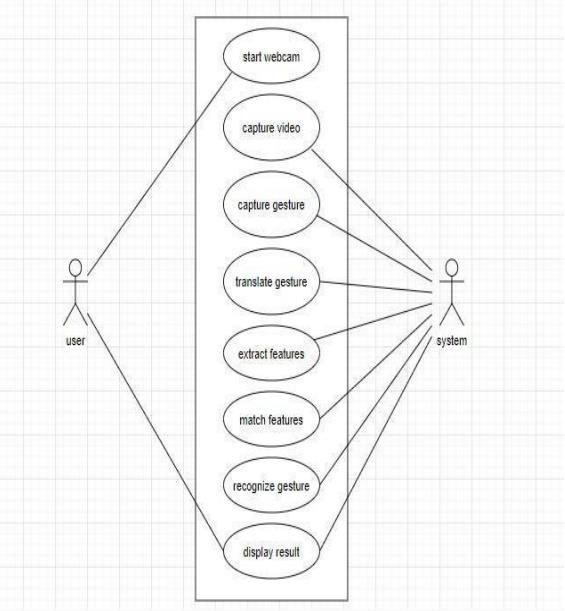 start webcam
capture video
capture gesture
translate gesture
extract features
match features
recognize gesture
display result
user
system